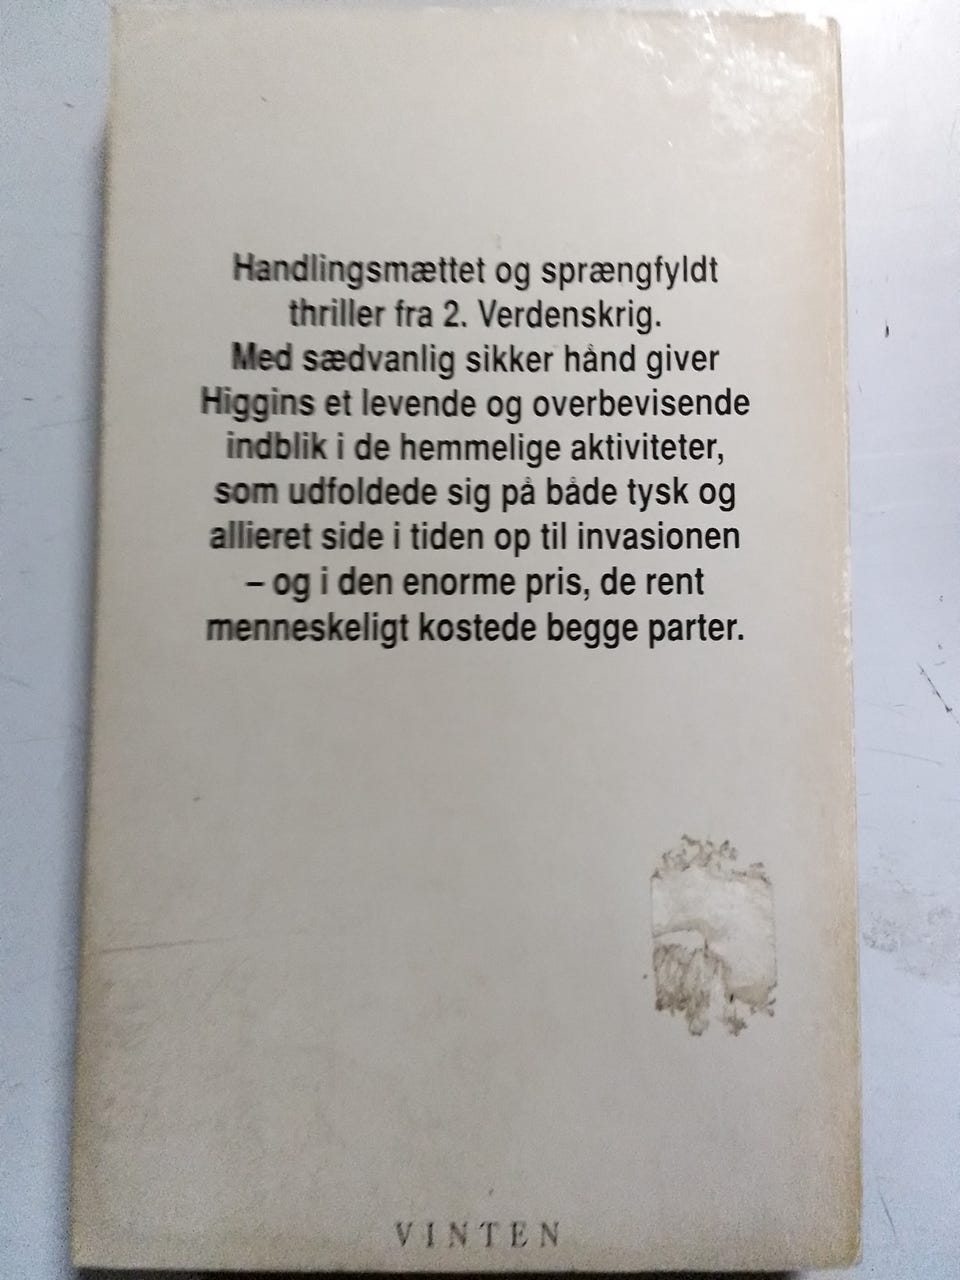 Handlingsmættet og sprængfyldt
thriller fra 2. Verdenskrig.
Med sædvanlig sikker hånd giver
Higgins et levende og overbevisende
indblik i de hemmelige aktiviteter,
som udfoldede sig på både tysk og
allieret side i tiden op til invasionen
– og i den enorme pris, de rent
menneskeligt kostede begge parter.
VINTEN